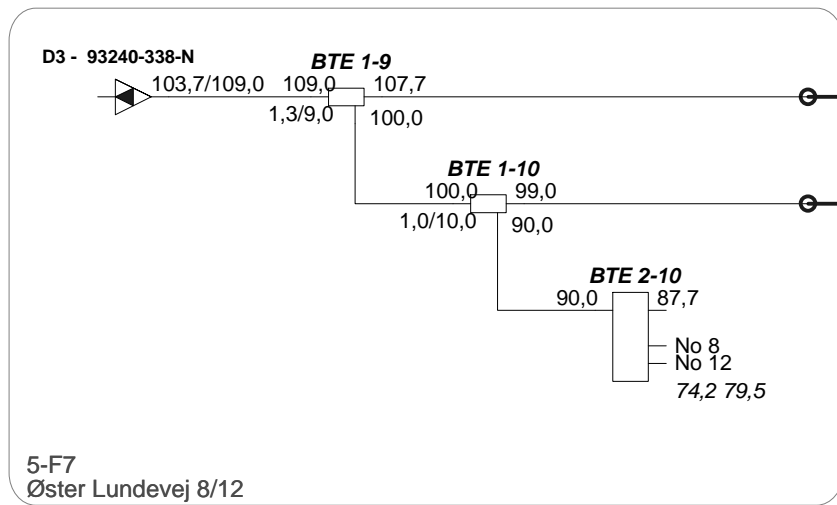 D3 - 93240-338-N
BTE 1-9
103,7/109,0 109,0 107,7
1,3/9,0 100,0
BTE 1-10
100,0 99,0
1,0/10,0 90,0
BTE 2-10
90,0 87,7
No 8
No 12
74,2 79,5
5-F7
Øster Lundevej 8/12